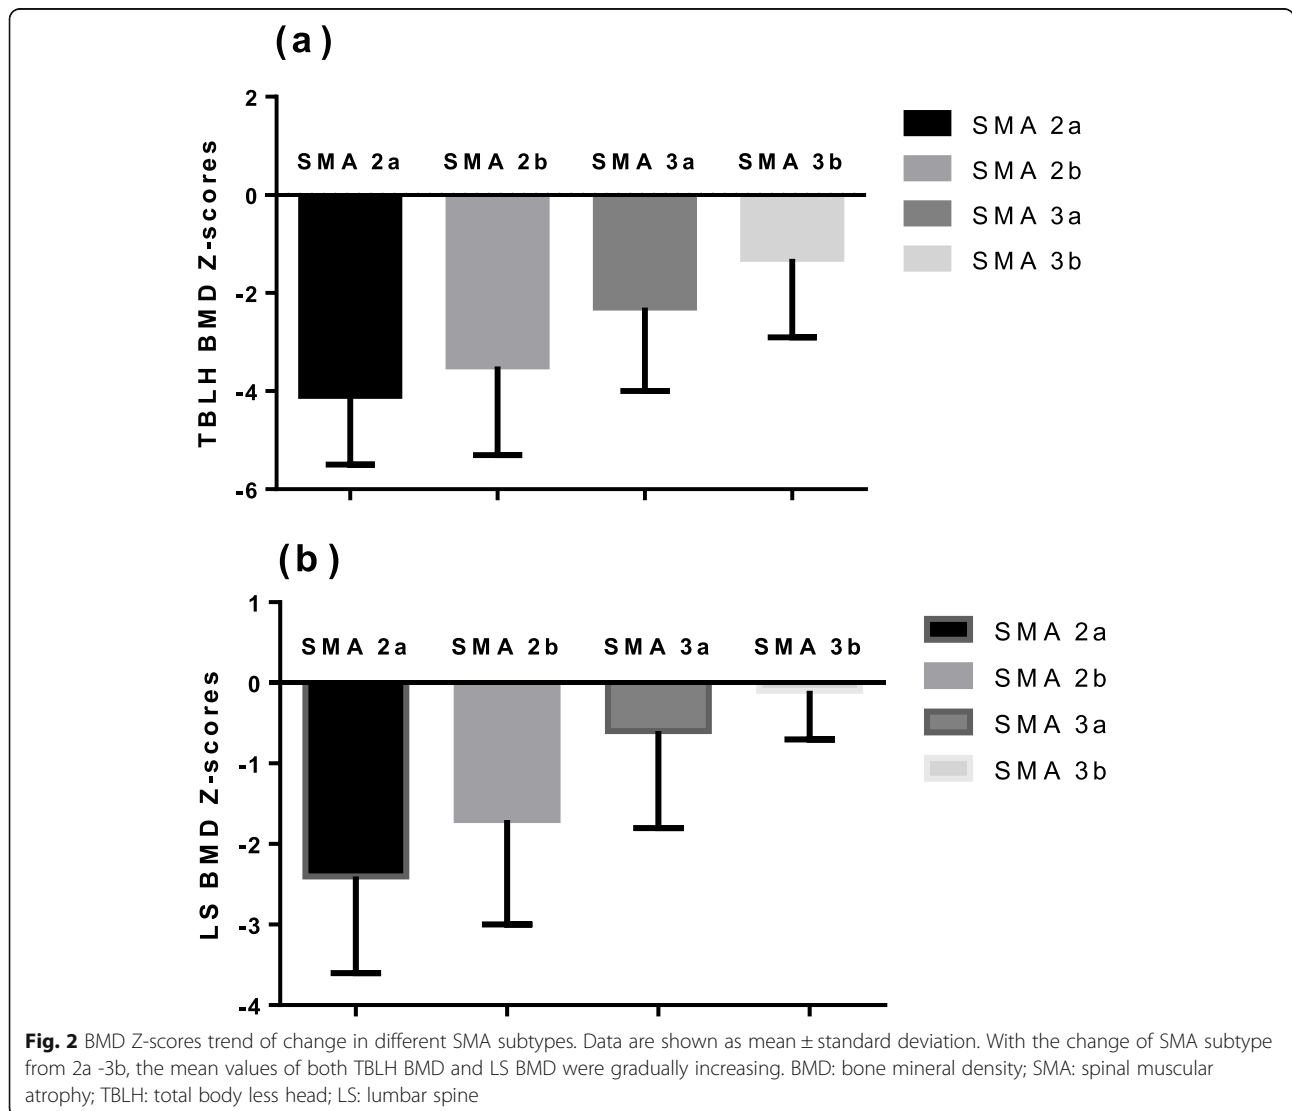 (a)
2
0
-2
-4
-6
TBLH BMD Z-scores
SMA 2a SMA 2b SMA 3a SMA 3b
SMA 2a
SMA 2b
SMA 3a
SMA 3b
(b)
1
0
-1
-2
-3
-4
LS BMD Z-scores
SMA 2a SMA 2b SMA 3a SMA 3b
SMA 2a
SMA 2b
SMA 3a
SMA 3b
Fig. 2 BMD Z-scores trend of change in different SMA subtypes. Data are shown as mean ± standard deviation. With the change of SMA subtype
from 2a -3b, the mean values of both TBLH BMD and LS BMD were gradually increasing. BMD: bone mineral density; SMA: spinal muscular
atrophy; TBLH: total body less head; LS: lumbar spine